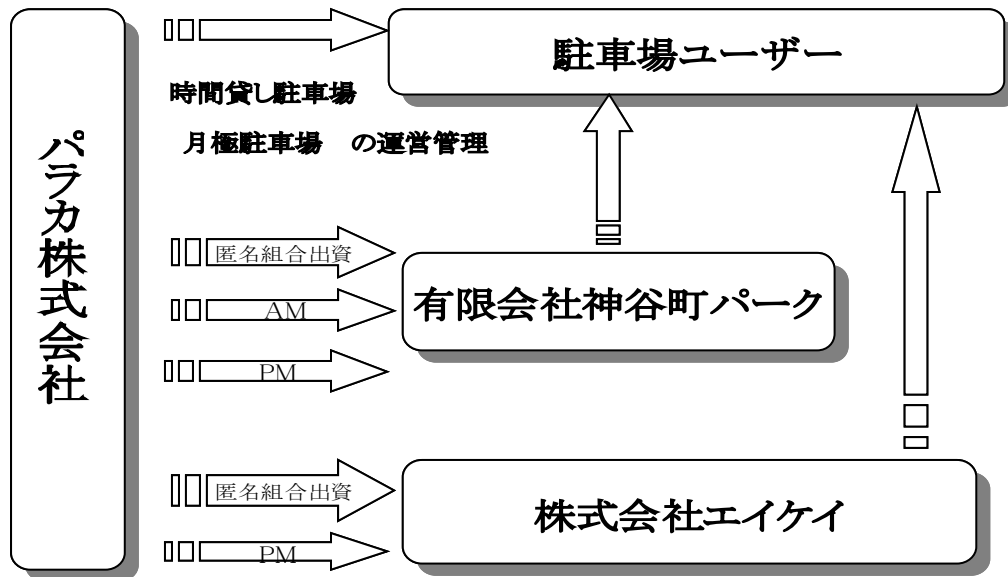 パラカ株式会社
駐車場ユーザー
時間貸し駐車場
月極駐車場　の運営管理
匿名組合出資
AM
PM
有限会社神谷町パーク
匿名組合出資
PM
株式会社エイケイ